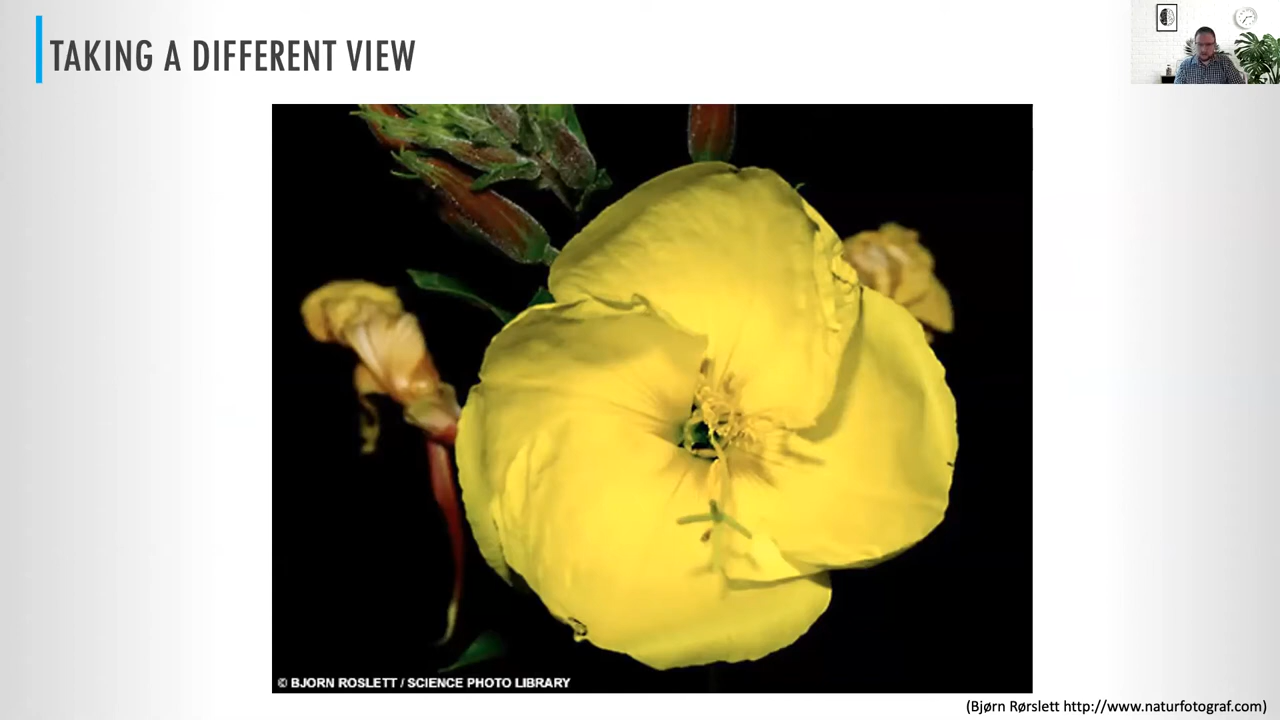 TAKING A DIFFERENT VIEW
© BJORN ROSLETT / SCIENCE PHOTO LIBRARY
(Bjørn Rørslett http://www.naturfotograf.com)